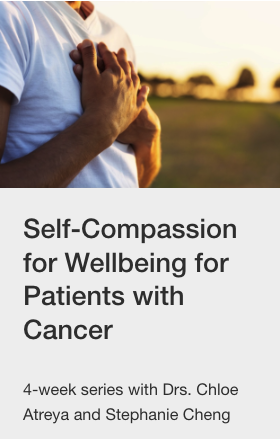 Self-Compassion
for Wellbeing for
Patients with
Cancer
4-week series with Drs. Chloe
Atreya and Stephanie Cheng